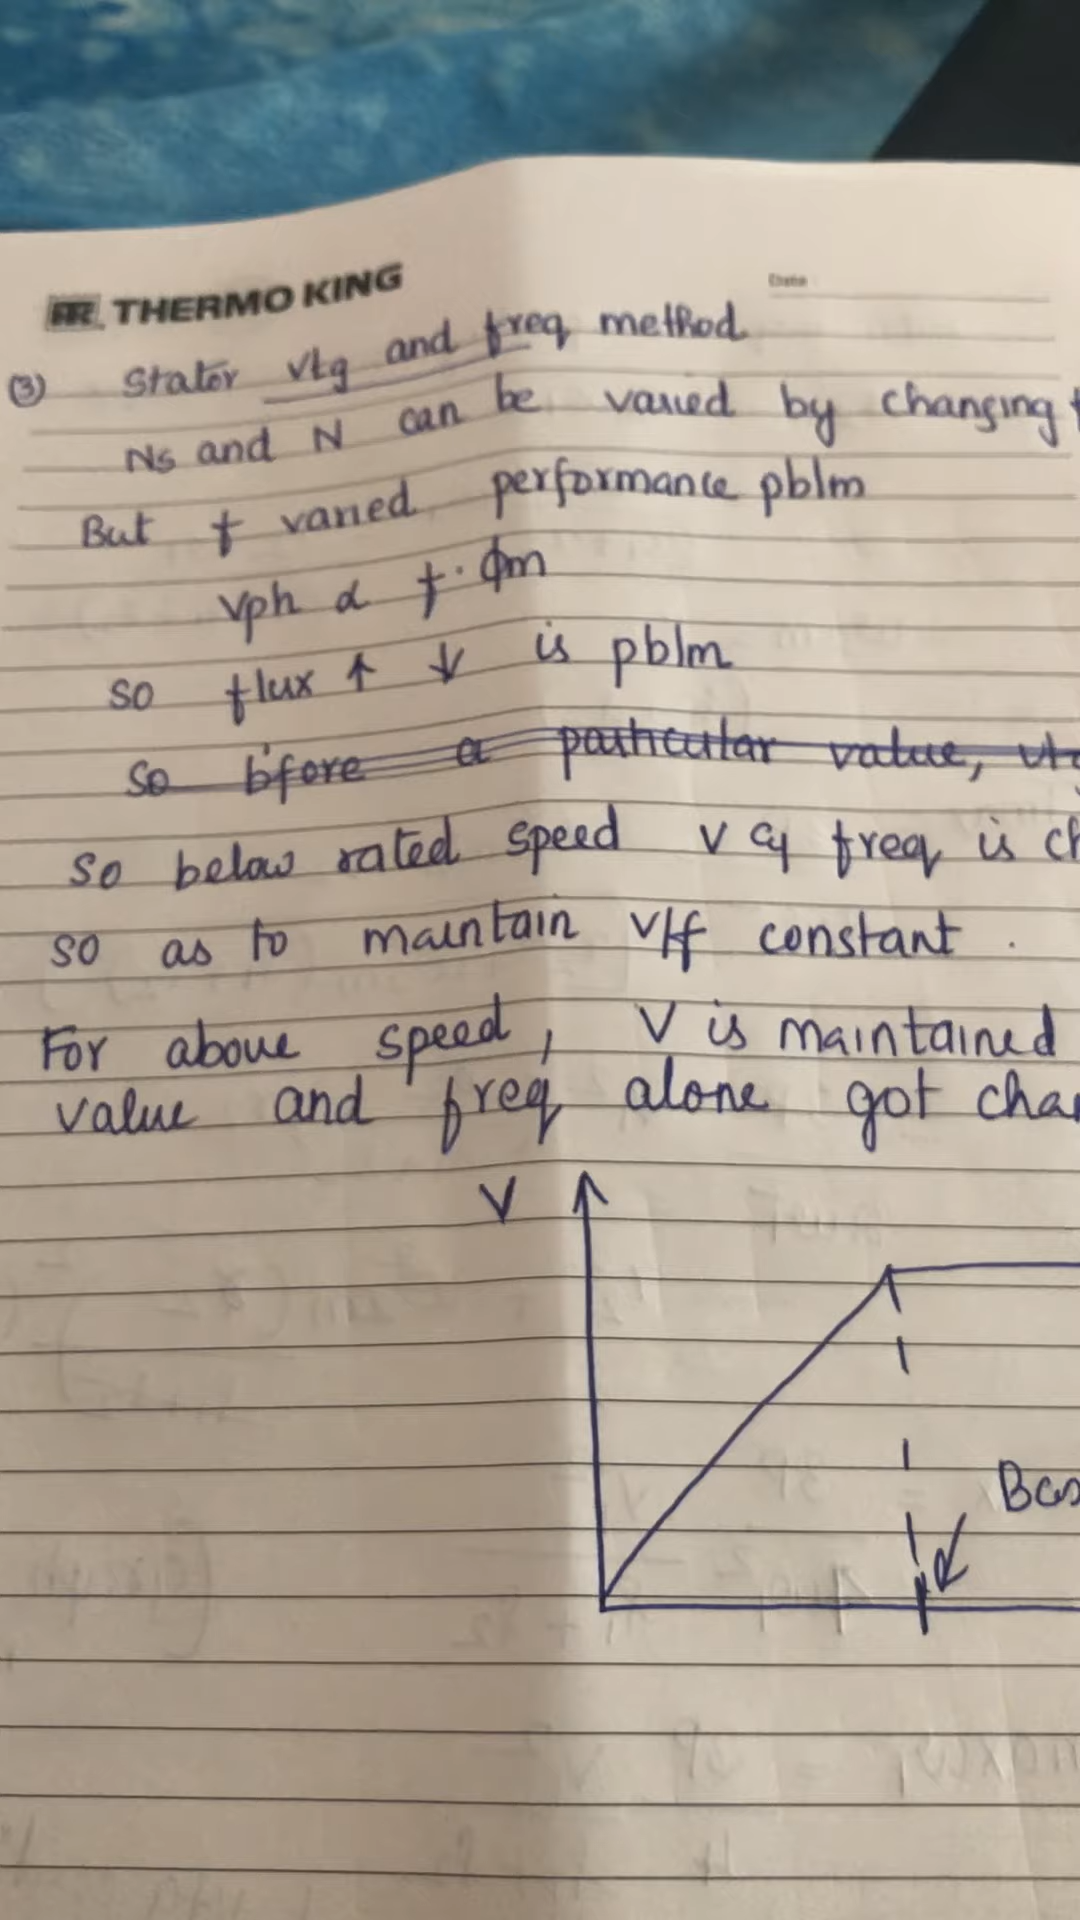 THERMO KING
Date
(3) Stator vtg and freq method
Ns and N can be varied by changing f
But f varied performance pblm
Vph α f. ϕm
so flux ↑ ↓ is pblm
So b'fore a particular value,
so below rated speed V & freq is
so as to maintain V/f constant.
For above speed, V is maintained
value and freq alone got
V